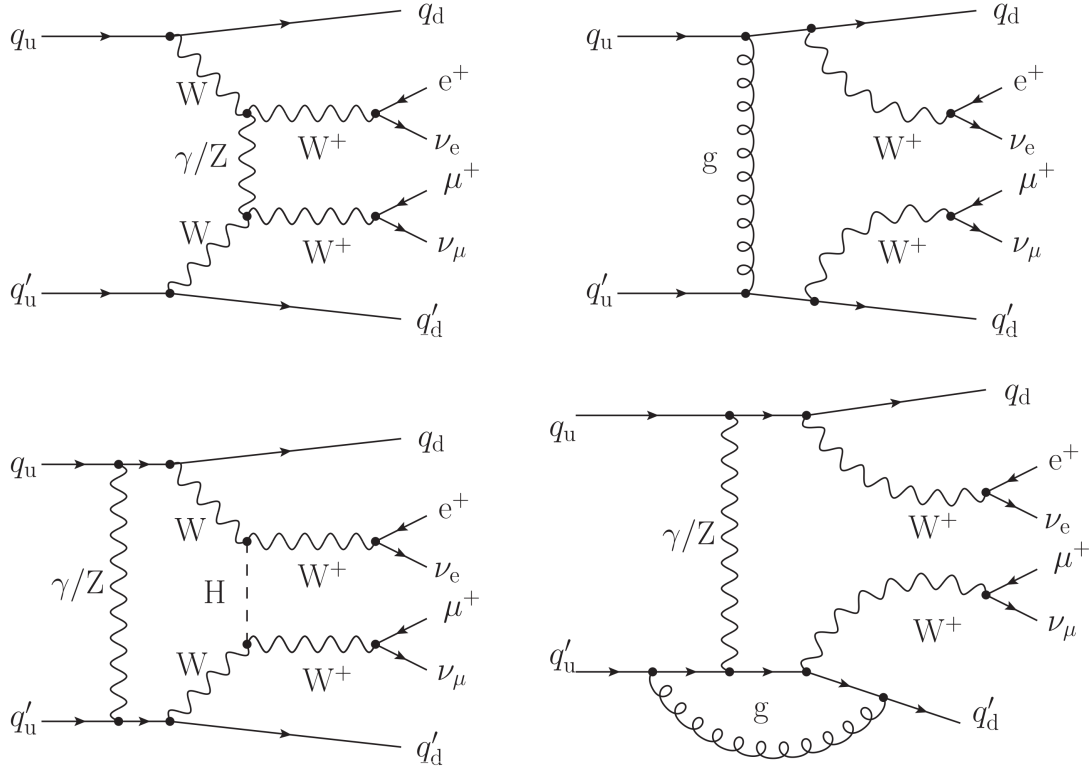 q_u W γ/Z W q'_u W⁺ W⁺ e⁺ ν_e μ⁺ ν_μ q_d q'_d
q_u g q'_u W⁺ W⁺ e⁺ ν_e μ⁺ ν_μ q_d q'_d
q_u γ/Z W H W q'_u W⁺ W⁺ e⁺ ν_e μ⁺ ν_μ q_d q'_d
q_u γ/Z q'_u g W⁺ W⁺ e⁺ ν_e μ⁺ ν_μ q_d q'_d